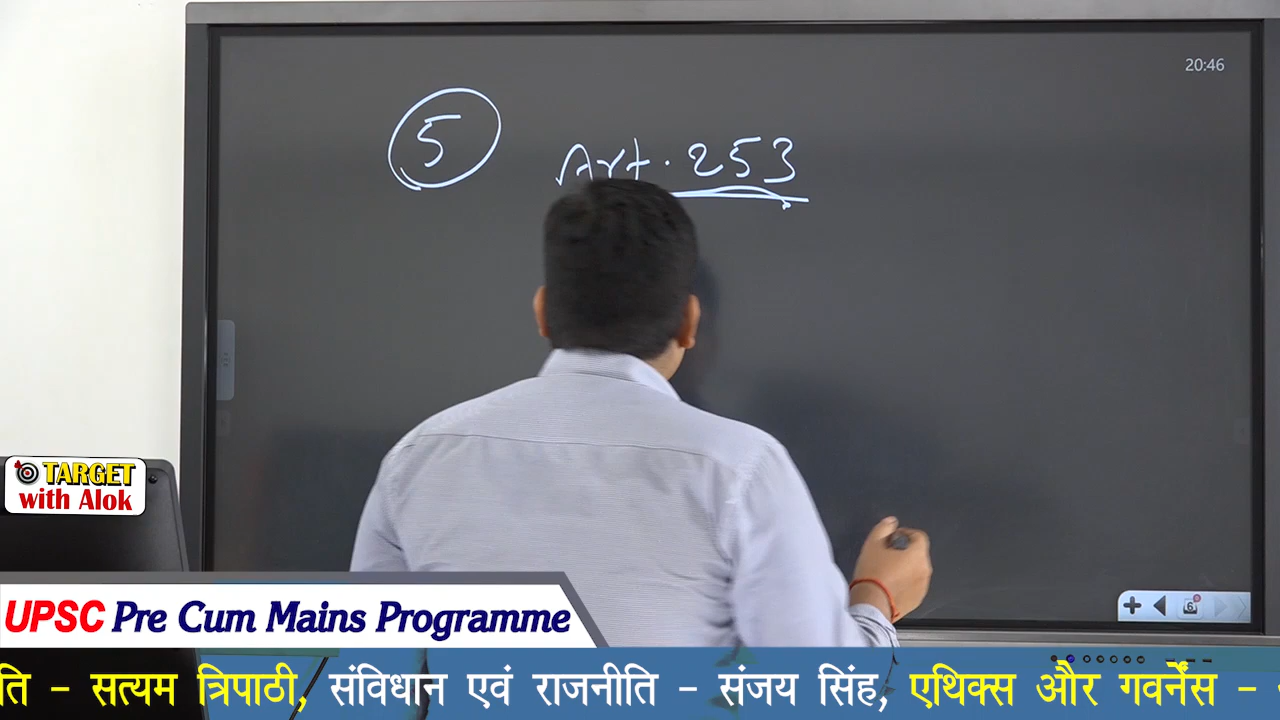 20:46
5
Art. 253
TARGET
with Alok
6
UPSC Pre Cum Mains Programme
ति - सत्यम त्रिपाठी, संविधान एवं राजनीति - संजय सिंह, एथिक्स और गवर्नेंस -